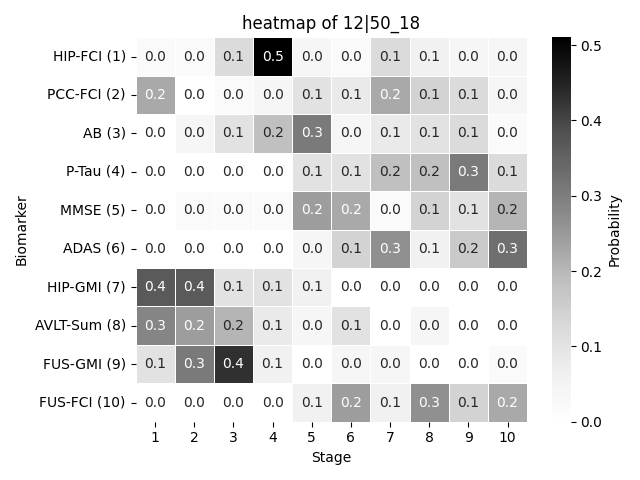 heatmap of 12|50_18
HIP-FCI (1) 0.0 0.0 0.1 0.5 0.0 0.0 0.1 0.1 0.0 0.0
PCC-FCI (2) 0.2 0.0 0.0 0.0 0.1 0.1 0.2 0.1 0.1 0.0
AB (3) 0.0 0.0 0.1 0.2 0.3 0.0 0.1 0.1 0.1 0.0
P-Tau (4) 0.0 0.0 0.0 0.0 0.1 0.1 0.2 0.2 0.3 0.1
MMSE (5) 0.0 0.0 0.0 0.0 0.2 0.2 0.0 0.1 0.1 0.2
ADAS (6) 0.0 0.0 0.0 0.0 0.0 0.1 0.3 0.1 0.2 0.3
HIP-GMI (7) 0.4 0.4 0.1 0.1 0.1 0.0 0.0 0.0 0.0 0.0
AVLT-Sum (8) 0.3 0.2 0.2 0.1 0.0 0.1 0.0 0.0 0.0 0.0
FUS-GMI (9) 0.1 0.3 0.4 0.1 0.0 0.0 0.0 0.0 0.0 0.0
FUS-FCI (10) 0.0 0.0 0.0 0.0 0.1 0.2 0.1 0.3 0.1 0.2
1 2 3 4 5 6 7 8 9 10
Stage
Biomarker
0.5
0.4
0.3
0.2
0.1
0.0
Probability